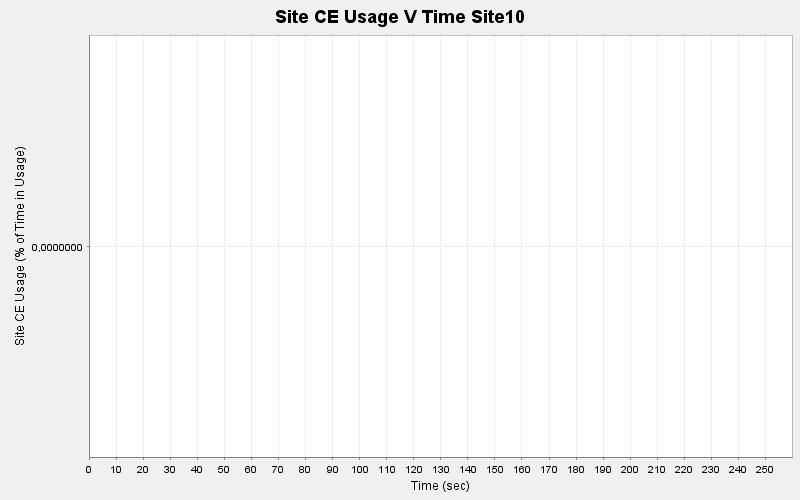 Site CE Usage V Time Site10
Site CE Usage (% of Time in Usage)
0,0000000
0 10 20 30 40 50 60 70 80 90 100 110 120 130 140 150 160 170 180 190 200 210 220 230 240 250
Time (sec)